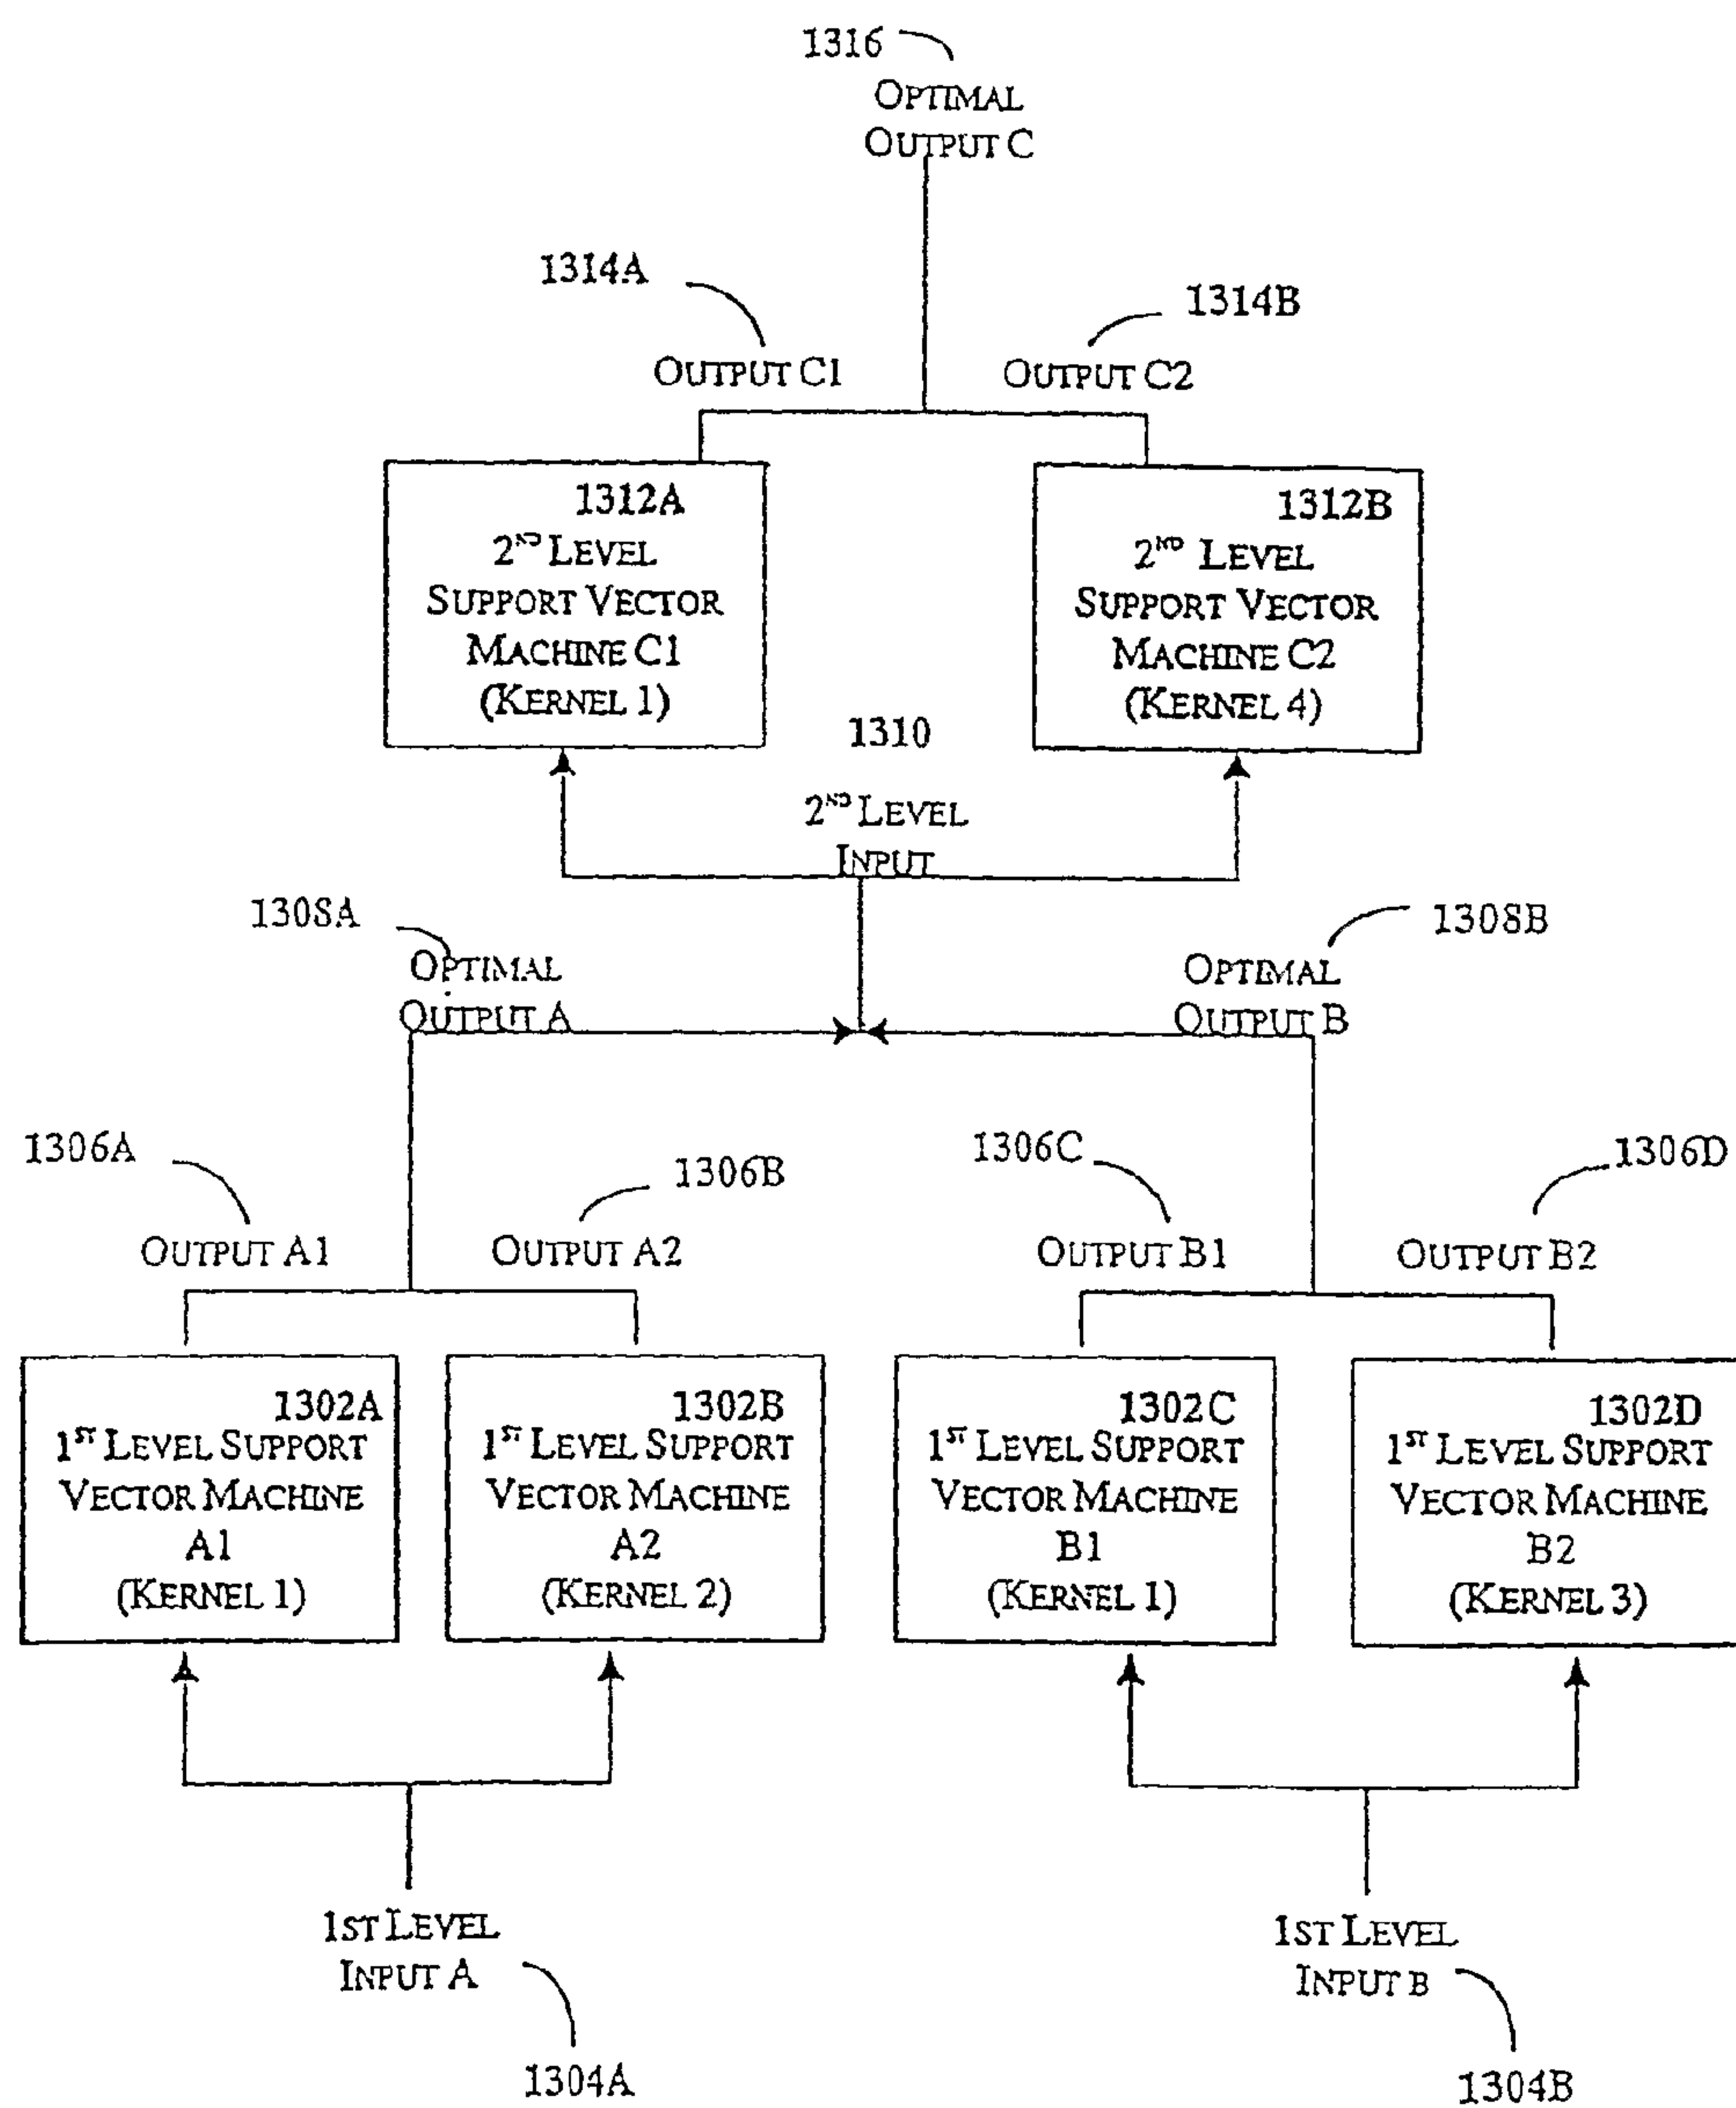 1316
OPTIMAL
OUTPUT C
1314A
1314B
OUTPUT C1
OUTPUT C2
1312A
2ND LEVEL
SUPPORT VECTOR
MACHINE C1
(KERNEL 1)
1312B
2ND LEVEL
SUPPORT VECTOR
MACHINE C2
(KERNEL 4)
1310
2ND LEVEL
INPUT
1308A
OPTIMAL
OUTPUT A
1308B
OPTIMAL
OUTPUT B
1306A
1306B
1306C
1306D
OUTPUT A1
OUTPUT A2
OUTPUT B1
OUTPUT B2
1302A
1ST LEVEL SUPPORT
VECTOR MACHINE
A1
(KERNEL 1)
1302B
1ST LEVEL SUPPORT
VECTOR MACHINE
A2
(KERNEL 2)
1302C
1ST LEVEL SUPPORT
VECTOR MACHINE
B1
(KERNEL 1)
1302D
1ST LEVEL SUPPORT
VECTOR MACHINE
B2
(KERNEL 3)
1ST LEVEL
INPUT A
1304A
1ST LEVEL
INPUT B
1304B